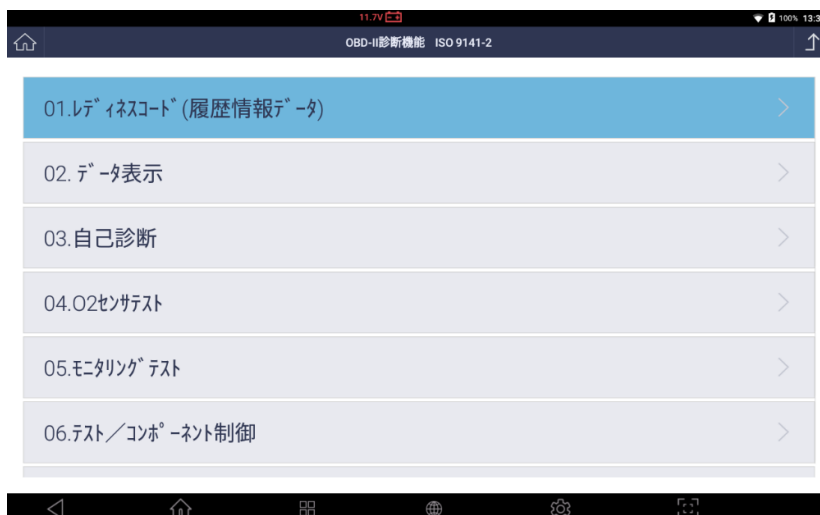 11.7V
100% 13:3
OBD-II診断機能 ISO 9141-2
01.ﾚﾃﾞｨﾈｽｺｰﾄﾞ(履歴情報ﾃﾞｰﾀ)
02. ﾃﾞｰﾀ表示
03.自己診断
04.O2ｾﾝｻﾃｽﾄ
05.ﾓﾆﾀﾘﾝｸﾞﾃｽﾄ
06.ﾃｽﾄ／ｺﾝﾎﾟｰﾈﾝﾄ制御